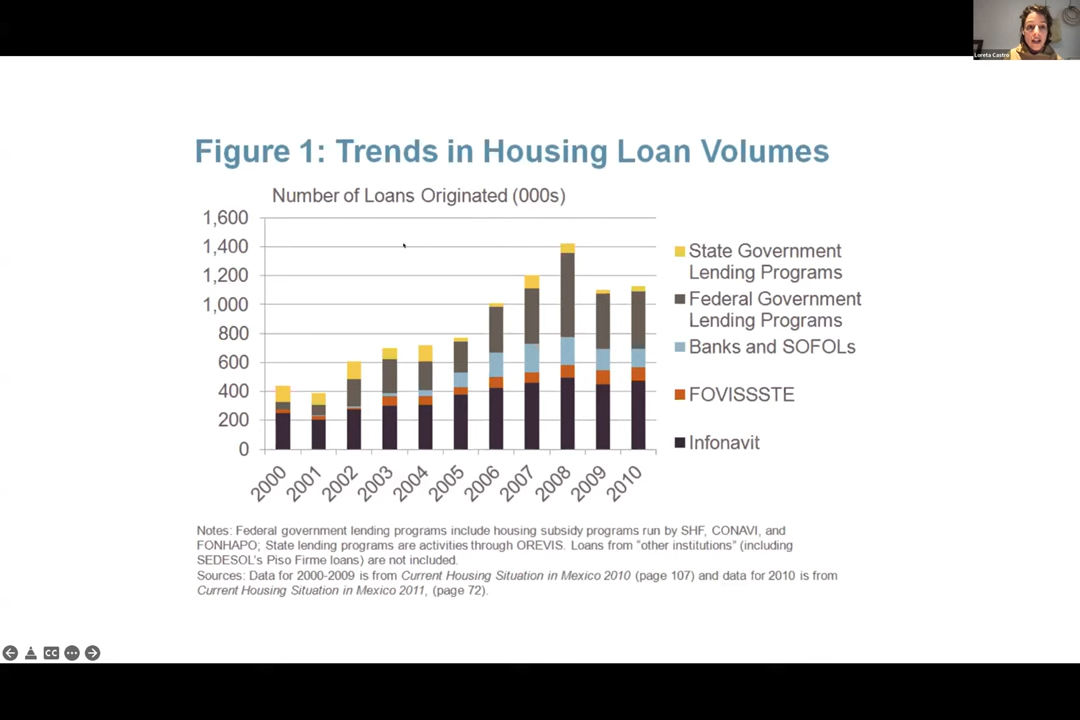 Loreta Castro
Figure 1: Trends in Housing Loan Volumes
Number of Loans Originated (000s)
1,600
1,400
1,200
1,000
800
600
400
200
0
2000
2001
2002
2003
2004
2005
2006
2007
2008
2009
2010
State Government
Lending Programs
Federal Government
Lending Programs
Banks and SOFOLs
FOVISSSTE
Infonavit
Notes: Federal government lending programs include housing subsidy programs run by SHF, CONAVI, and
FONHAPO; State lending programs are activities through OREVIS. Loans from "other institutions" (including
SEDESOL's Piso Firme loans) are not included.
Sources: Data for 2000-2009 is from Current Housing Situation in Mexico 2010 (page 107) and data for 2010 is from
Current Housing Situation in Mexico 2011, (page 72).
CC